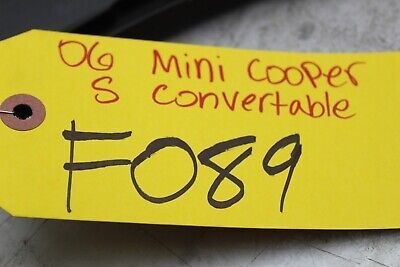 06 Mini Cooper
S Convertable
F089